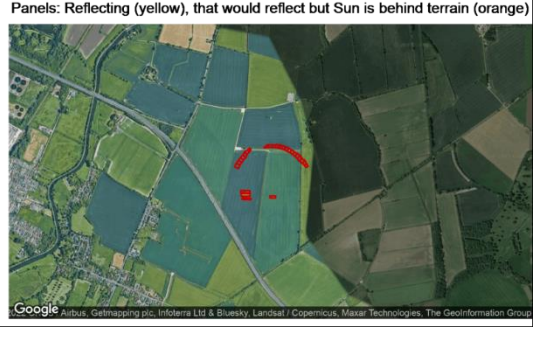 Panels: Reflecting (yellow), that would reflect but Sun is behind terrain (orange)
Google
Airbus, Getmapping plc, Infoterra Ltd & Bluesky, Landsat / Copernicus, Maxar Technologies, The GeoInformation Group